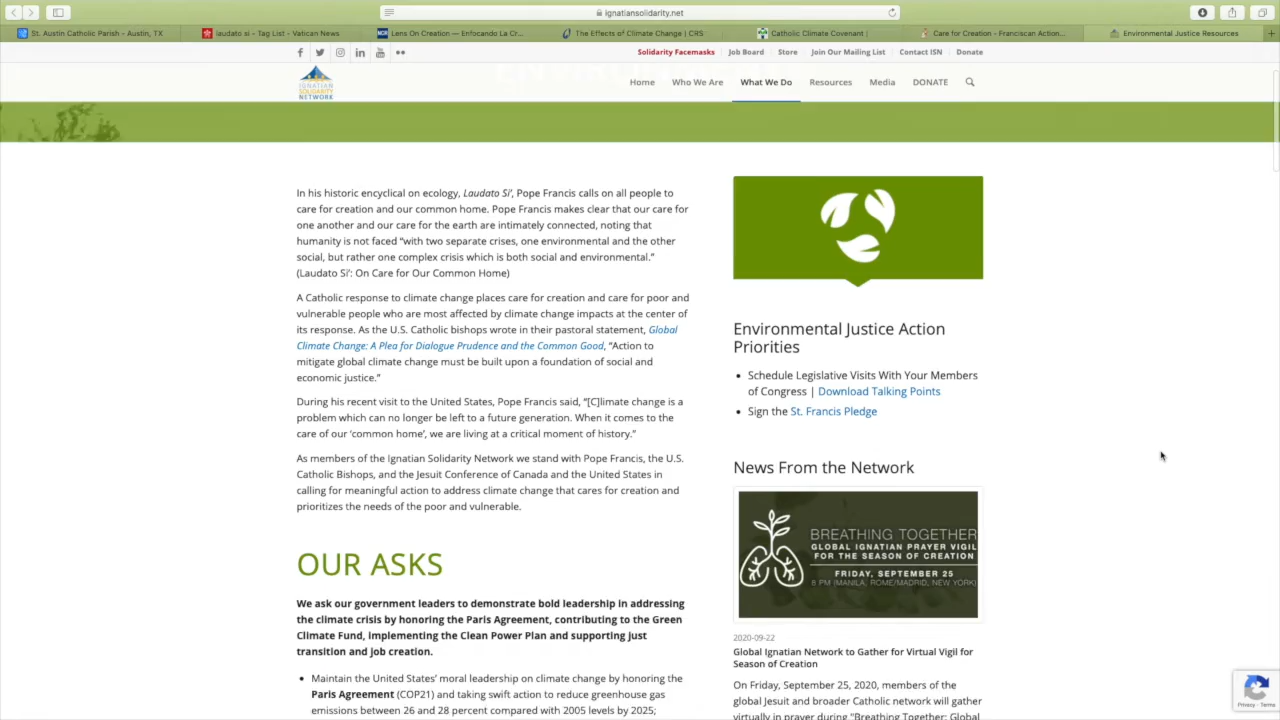 ignatiansolidarity.net
St. Austin Catholic Parish - Austin, TX
laudato si - Tag List - Vatican News
NCR
Lens On Creation — Enfocando La Cr...
The Effects of Climate Change | CRS
Catholic Climate Covenant |
Care for Creation - Franciscan Action...
Environmental Justice Resources
Solidarity Facemasks
Job Board
Store
Join Our Mailing List
Contact ISN
Donate
IGNATIAN
SOLIDARITY
NETWORK
Home
Who We Are
What We Do
Resources
Media
DONATE
In his historic encyclical on ecology, Laudato Si’, Pope Francis calls on all people to
care for creation and our common home. Pope Francis makes clear that our care for
one another and our care for the earth are intimately connected, noting that
humanity is not faced “with two separate crises, one environmental and the other
social, but rather one complex crisis which is both social and environmental.”
(Laudato Si’: On Care for Our Common Home)
A Catholic response to climate change places care for creation and care for poor and
vulnerable people who are most affected by climate change impacts at the center of
its response. As the U.S. Catholic bishops wrote in their pastoral statement, Global
Climate Change: A Plea for Dialogue Prudence and the Common Good, “Action to
mitigate global climate change must be built upon a foundation of social and
economic justice.”
During his recent visit to the United States, Pope Francis said, “[C]limate change is a
problem which can no longer be left to a future generation. When it comes to the
care of our ‘common home’, we are living at a critical moment of history.”
As members of the Ignatian Solidarity Network we stand with Pope Francis, the U.S.
Catholic Bishops, and the Jesuit Conference of Canada and the United States in
calling for meaningful action to address climate change that cares for creation and
prioritizes the needs of the poor and vulnerable.
OUR ASKS
We ask our government leaders to demonstrate bold leadership in addressing
the climate crisis by honoring the Paris Agreement, contributing to the Green
Climate Fund, implementing the Clean Power Plan and supporting just
transition and job creation.
• Maintain the United States’ moral leadership on climate change by honoring the
Paris Agreement (COP21) and taking swift action to reduce greenhouse gas
emissions between 26 and 28 percent compared with 2005 levels by 2025;
Environmental Justice Action
Priorities
• Schedule Legislative Visits With Your Members
of Congress | Download Talking Points
• Sign the St. Francis Pledge
News From the Network
BREATHING TOGETHER
GLOBAL IGNATIAN PRAYER VIGIL
FOR THE SEASON OF CREATION
FRIDAY, SEPTEMBER 25
6 PM (MANILA, ROME/MADRID, NEW YORK)
2020-09-22
Global Ignatian Network to Gather for Virtual Vigil for
Season of Creation
On Friday, September 25, 2020, members of the
global Jesuit and broader Catholic network will gather
virtually in prayer during "Breathing Together: Global
Privacy - Terms